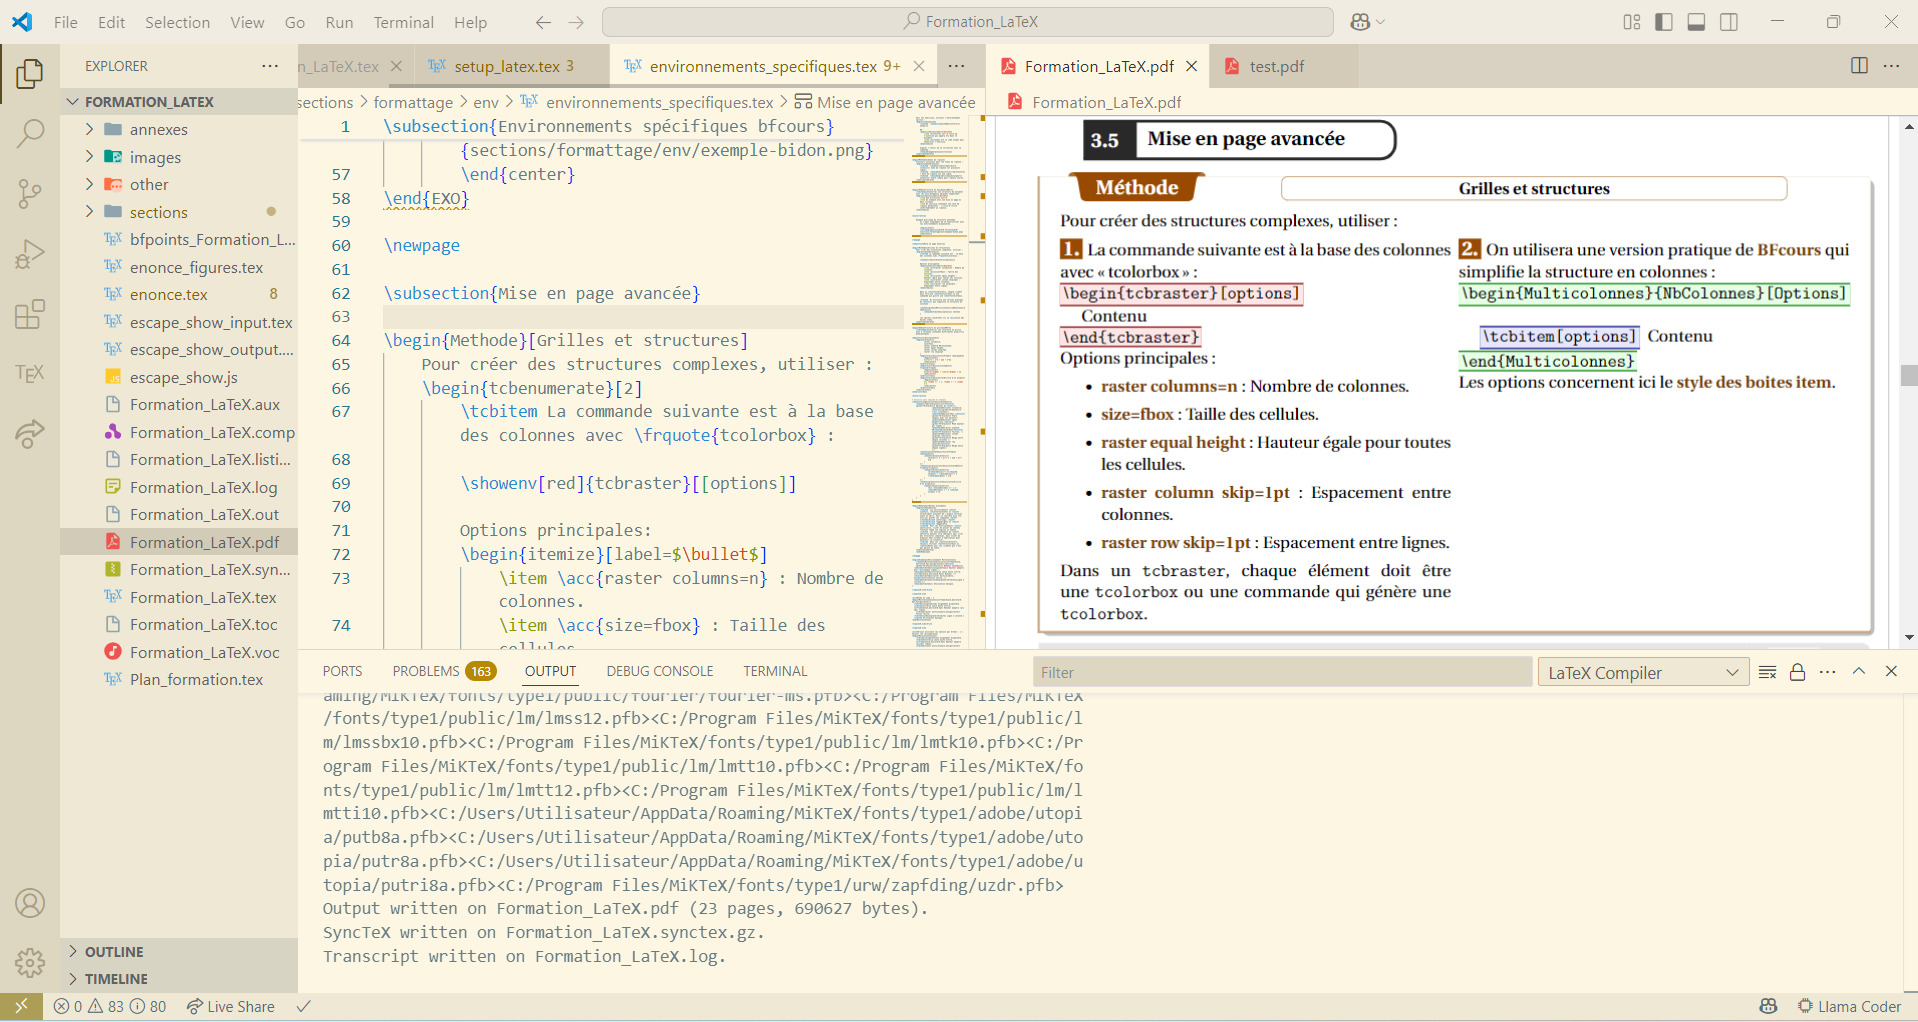 File Edit Selection View Go Run Terminal Help
Formation_LaTeX
EXPLORER
FORMATION_LATEX
annexes
images
other
sections
bfpoints_Formation_L...
enonce_figures.tex
enonce.tex 8
escape_show_input.tex
escape_show_output....
escape_show.js
Formation_LaTeX.aux
Formation_LaTeX.comp
Formation_LaTeX.listi...
Formation_LaTeX.log
Formation_LaTeX.out
Formation_LaTeX.pdf
Formation_LaTeX.syn...
Formation_LaTeX.tex
Formation_LaTeX.toc
Formation_LaTeX.voc
Plan_formation.tex
OUTLINE
TIMELINE
n_LaTeX.tex setup_latex.tex 3 environnements_specifiques.tex 9+
sections > formattage > env > environnements_specifiques.tex > Mise en page avancée
1 \subsection{Environnements spécifiques bfcours}
{sections/formattage/env/exemple-bidon.png}
57 \end{center}
58 \end{EXO}
59
60 \newpage
61
62 \subsection{Mise en page avancée}
63
64 \begin{Methode}[Grilles et structures]
65 Pour créer des structures complexes, utiliser :
66 \begin{tcbenumerate}[2]
67 \tcbitem La commande suivante est à la base
des colonnes avec \frquote{tcolorbox} :
68
69 \showenv[red]{tcbraster}[[options]]
70
71 Options principales:
72 \begin{itemize}[label=$\bullet$]
73 \item \acc{raster columns=n} : Nombre de
colonnes.
74 \item \acc{size=fbox} : Taille des
cellules.
Formation_LaTeX.pdf test.pdf
Formation_LaTeX.pdf
3.5 Mise en page avancée
Méthode Grilles et structures
Pour créer des structures complexes, utiliser :
1. La commande suivante est à la base des colonnes
avec « tcolorbox » :
\begin{tcbraster}[options]
Contenu
\end{tcbraster}
Options principales :
• raster columns=n : Nombre de colonnes.
• size=fbox : Taille des cellules.
• raster equal height : Hauteur égale pour toutes
les cellules.
• raster column skip=1pt : Espacement entre
colonnes.
• raster row skip=1pt : Espacement entre lignes.
Dans un tcbraster, chaque élément doit être
une tcolorbox ou une commande qui génère une
tcolorbox.
2. On utilisera une version pratique de BFcours qui
simplifie la structure en colonnes :
\begin{Multicolonnes}{NbColonnes}[Options]
\tcbitem[options] Contenu
\end{Multicolonnes}
Les options concernent ici le style des boites item.
PORTS PROBLEMS 163 OUTPUT DEBUG CONSOLE TERMINAL
Filter
LaTeX Compiler
aming/MiKTeX/fonts/type1/public/fourier/fourier-ms.pfb><C:/Program Files/MiKTeX
/fonts/type1/public/lm/lmss12.pfb><C:/Program Files/MiKTeX/fonts/type1/public/l
m/lmssbx10.pfb><C:/Program Files/MiKTeX/fonts/type1/public/lm/lmtk10.pfb><C:/Pr
ogram Files/MiKTeX/fonts/type1/public/lm/lmtt10.pfb><C:/Program Files/MiKTeX/fo
nts/type1/public/lm/lmtt12.pfb><C:/Program Files/MiKTeX/fonts/type1/public/lm/l
mtti10.pfb><C:/Users/Utilisateur/AppData/Roaming/MiKTeX/fonts/type1/adobe/utopi
a/putb8a.pfb><C:/Users/Utilisateur/AppData/Roaming/MiKTeX/fonts/type1/adobe/uto
pia/putr8a.pfb><C:/Users/Utilisateur/AppData/Roaming/MiKTeX/fonts/type1/adobe/u
topia/putri8a.pfb><C:/Program Files/MiKTeX/fonts/type1/urw/zapfding/uzdr.pfb>
Output written on Formation_LaTeX.pdf (23 pages, 690627 bytes).
SyncTeX written on Formation_LaTeX.synctex.gz.
Transcript written on Formation_LaTeX.log.
0 83 80 Live Share
Llama Coder